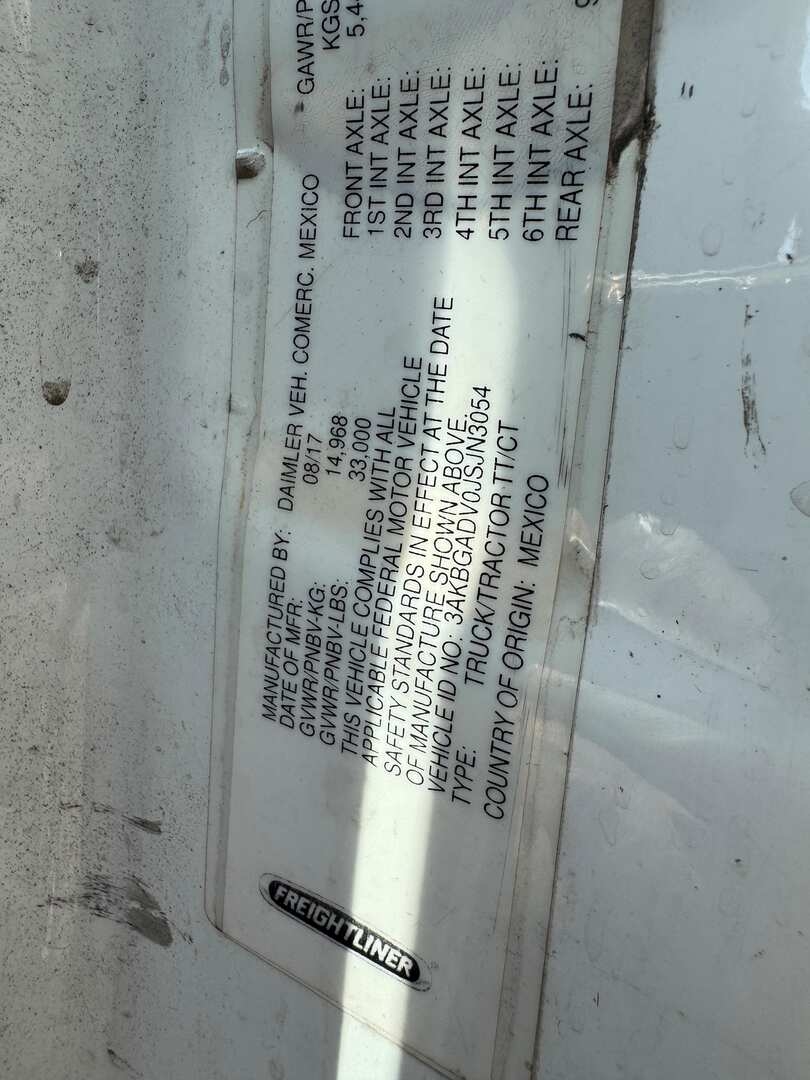 MANUFACTURED BY: DAIMLER VEH. COMERC. MEXICO
DATE OF MFR: 08/17
GVWR/PNBV-KG: 14,968
GVWR/PNBV-LBS: 33,000
THIS VEHICLE COMPLIES WITH ALL
APPLICABLE FEDERAL MOTOR VEHICLE
SAFETY STANDARDS IN EFFECT AT THE DATE
OF MANUFACTURE SHOWN ABOVE.
VEHICLE ID NO: 3AKBGADV0JSJN3054
TYPE: TRUCK/TRACTOR TT/CT
COUNTRY OF ORIGIN: MEXICO
GAWR/P
KGS
FRONT AXLE: 5,4
1ST INT AXLE:
2ND INT AXLE:
3RD INT AXLE:
4TH INT AXLE:
5TH INT AXLE:
6TH INT AXLE:
REAR AXLE:
FREIGHTLINER